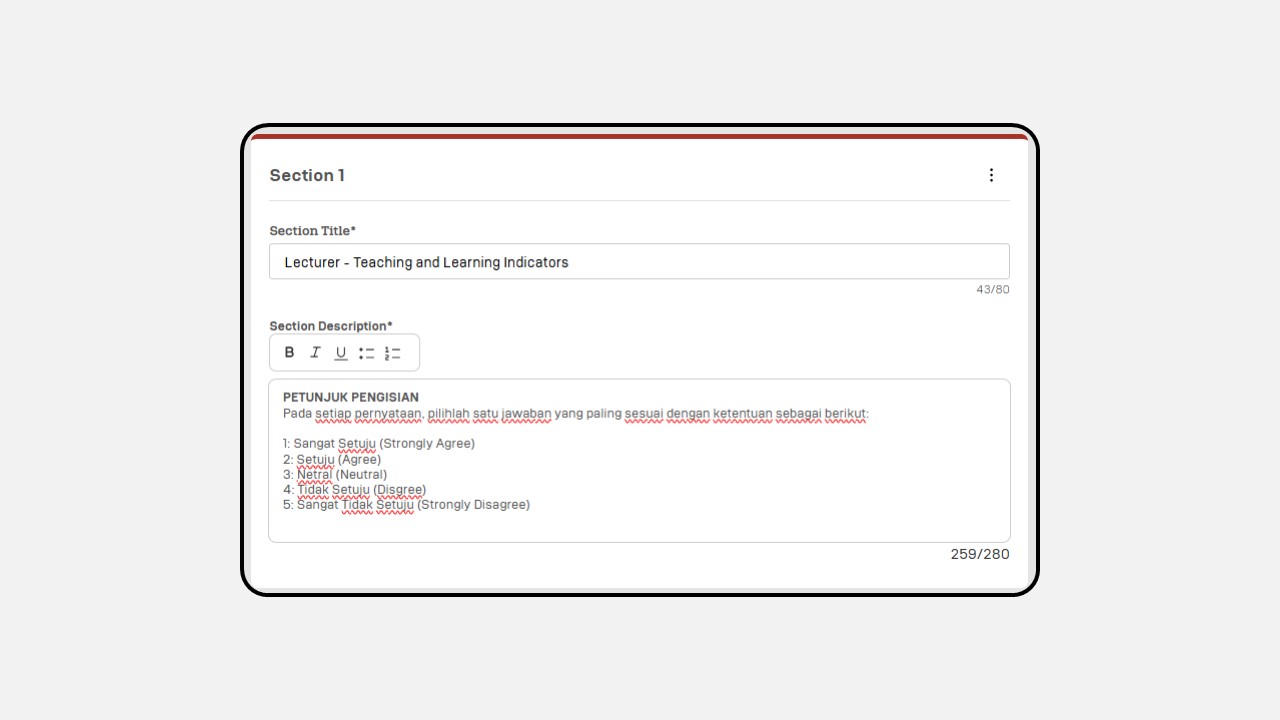 Section 1
Section Title*
Lecturer - Teaching and Learning Indicators
43/80
Section Description*
B I U
PETUNJUK PENGISIAN
Pada setiap pernyataan, pilihlah satu jawaban yang paling sesuai dengan ketentuan sebagai berikut:
1: Sangat Setuju (Strongly Agree)
2: Setuju (Agree)
3: Netral (Neutral)
4: Tidak Setuju (Disgree)
5: Sangat Tidak Setuju (Strongly Disagree)
259/280